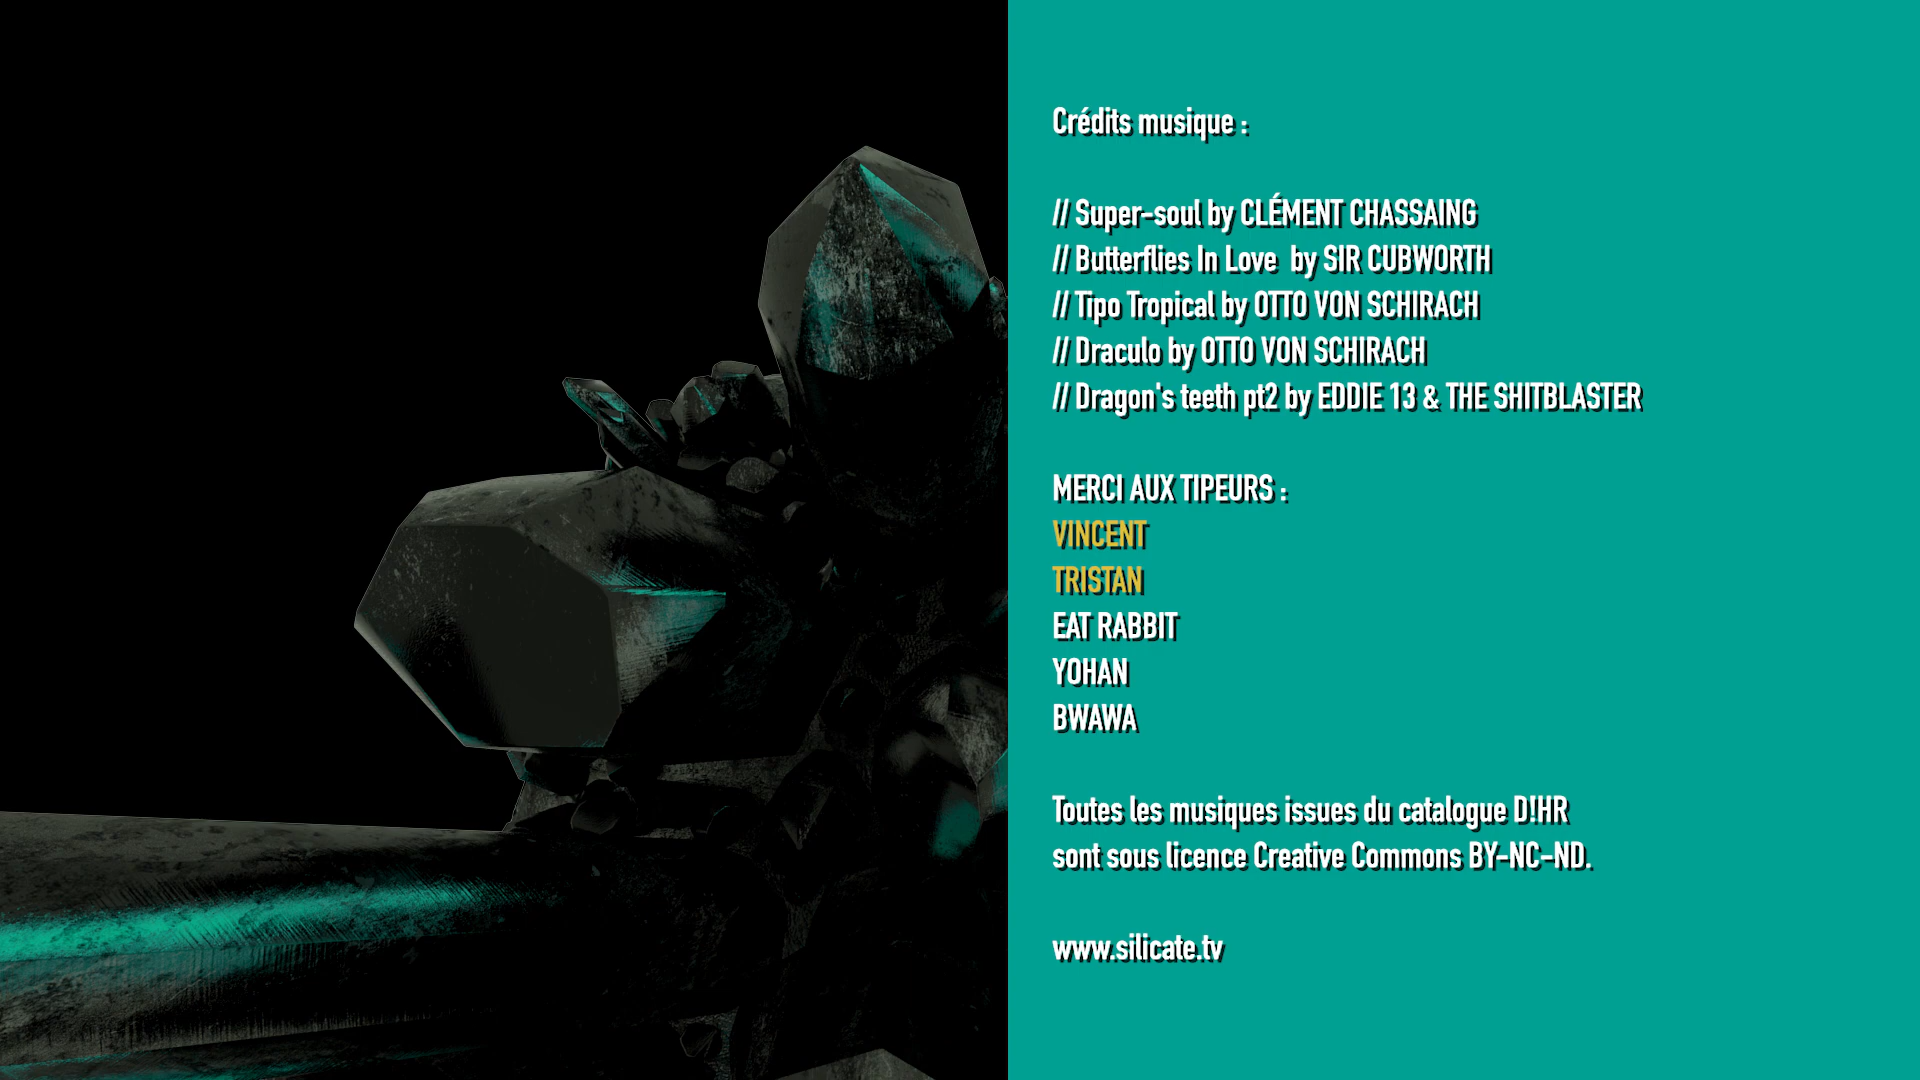 Crédits musique :
// Super-soul by CLÉMENT CHASSAING
// Butterflies In Love  by SIR CUBWORTH
// Tipo Tropical by OTTO VON SCHIRACH
// Draculo by OTTO VON SCHIRACH
// Dragon's teeth pt2 by EDDIE 13 & THE SHITBLASTER
MERCI AUX TIPEURS :
VINCENT
TRISTAN
EAT RABBIT
YOHAN
BWAWA
Toutes les musiques issues du catalogue D!HR
sont sous licence Creative Commons BY-NC-ND.
www.silicate.tv